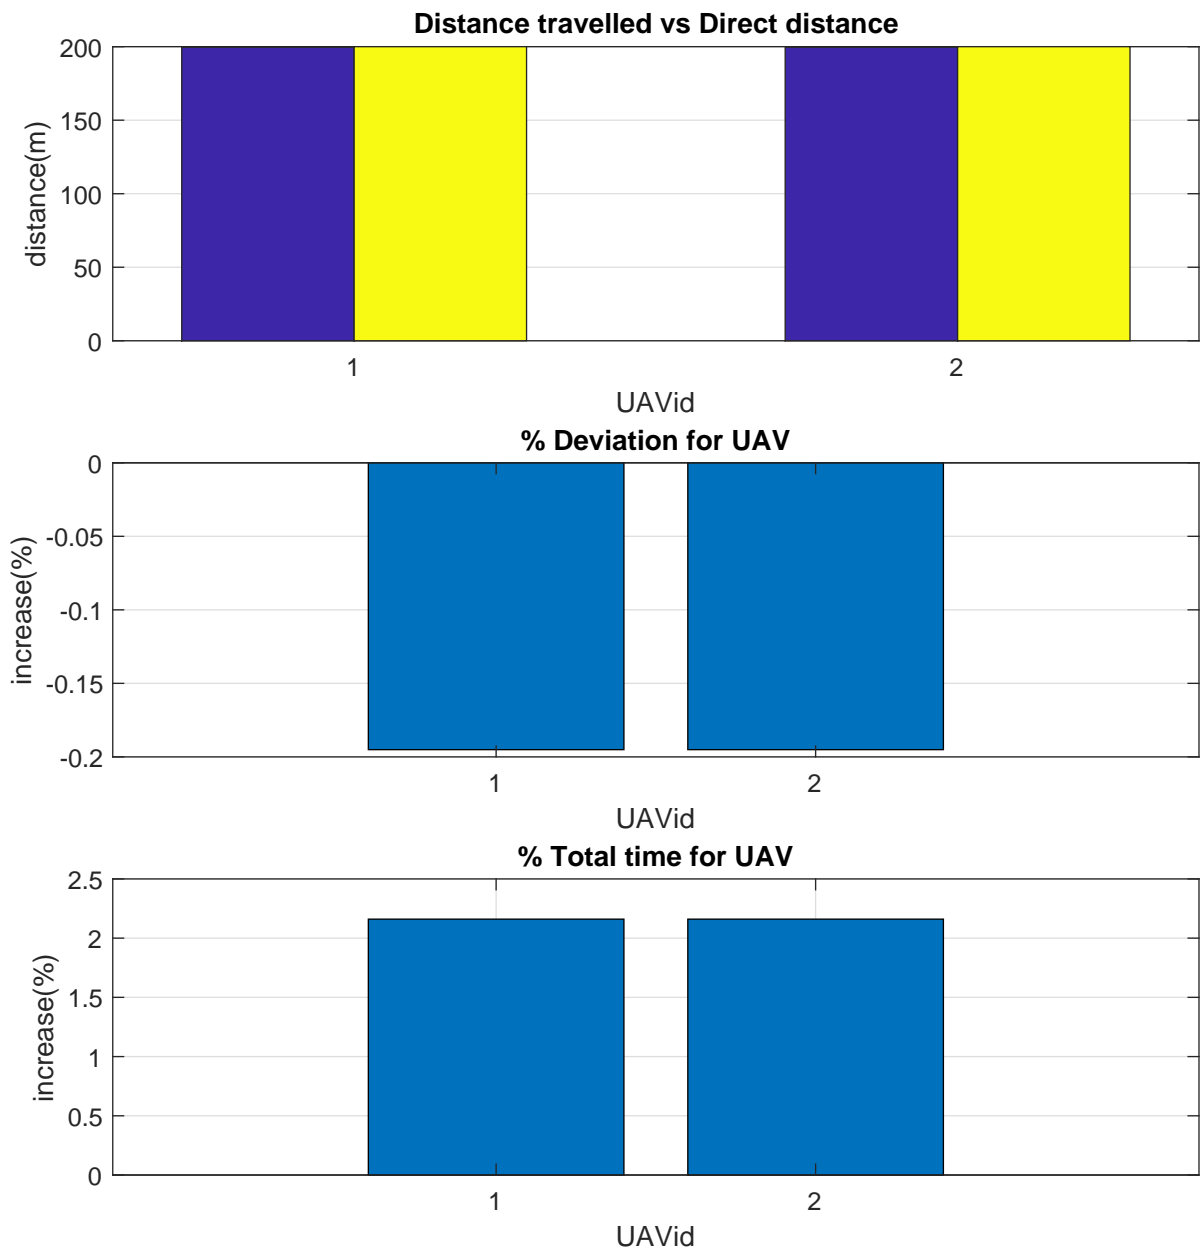 Distance travelled vs Direct distance
200
150
100
50
0
distance(m)
1 2
UAVid
% Deviation for UAV
0
-0.05
-0.1
-0.15
-0.2
increase(%)
1 2
UAVid
% Total time for UAV
2.5
2
1.5
1
0.5
0
increase(%)
1 2
UAVid